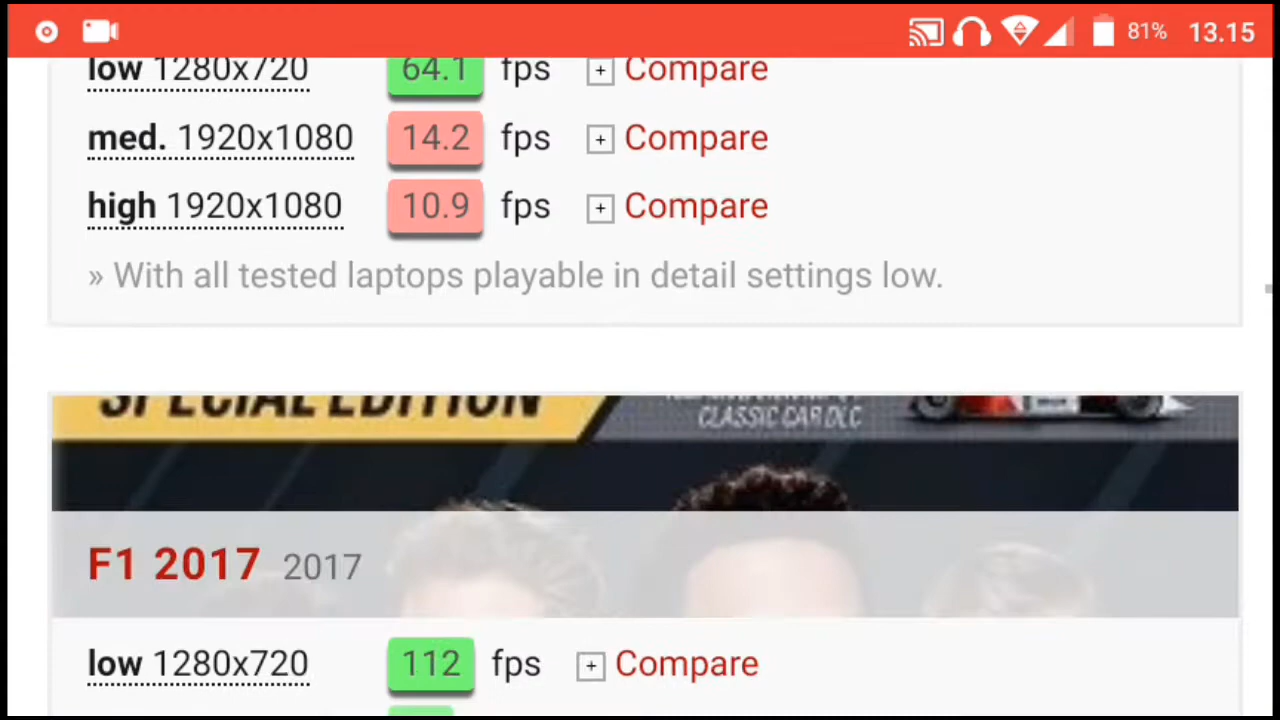 81% 13.15
low 1280x720 64.1 fps + Compare
med. 1920x1080 14.2 fps + Compare
high 1920x1080 10.9 fps + Compare
» With all tested laptops playable in detail settings low.
SPECIAL EDITION
CLASSIC CAR DLC
F1 2017 2017
low 1280x720 112 fps + Compare